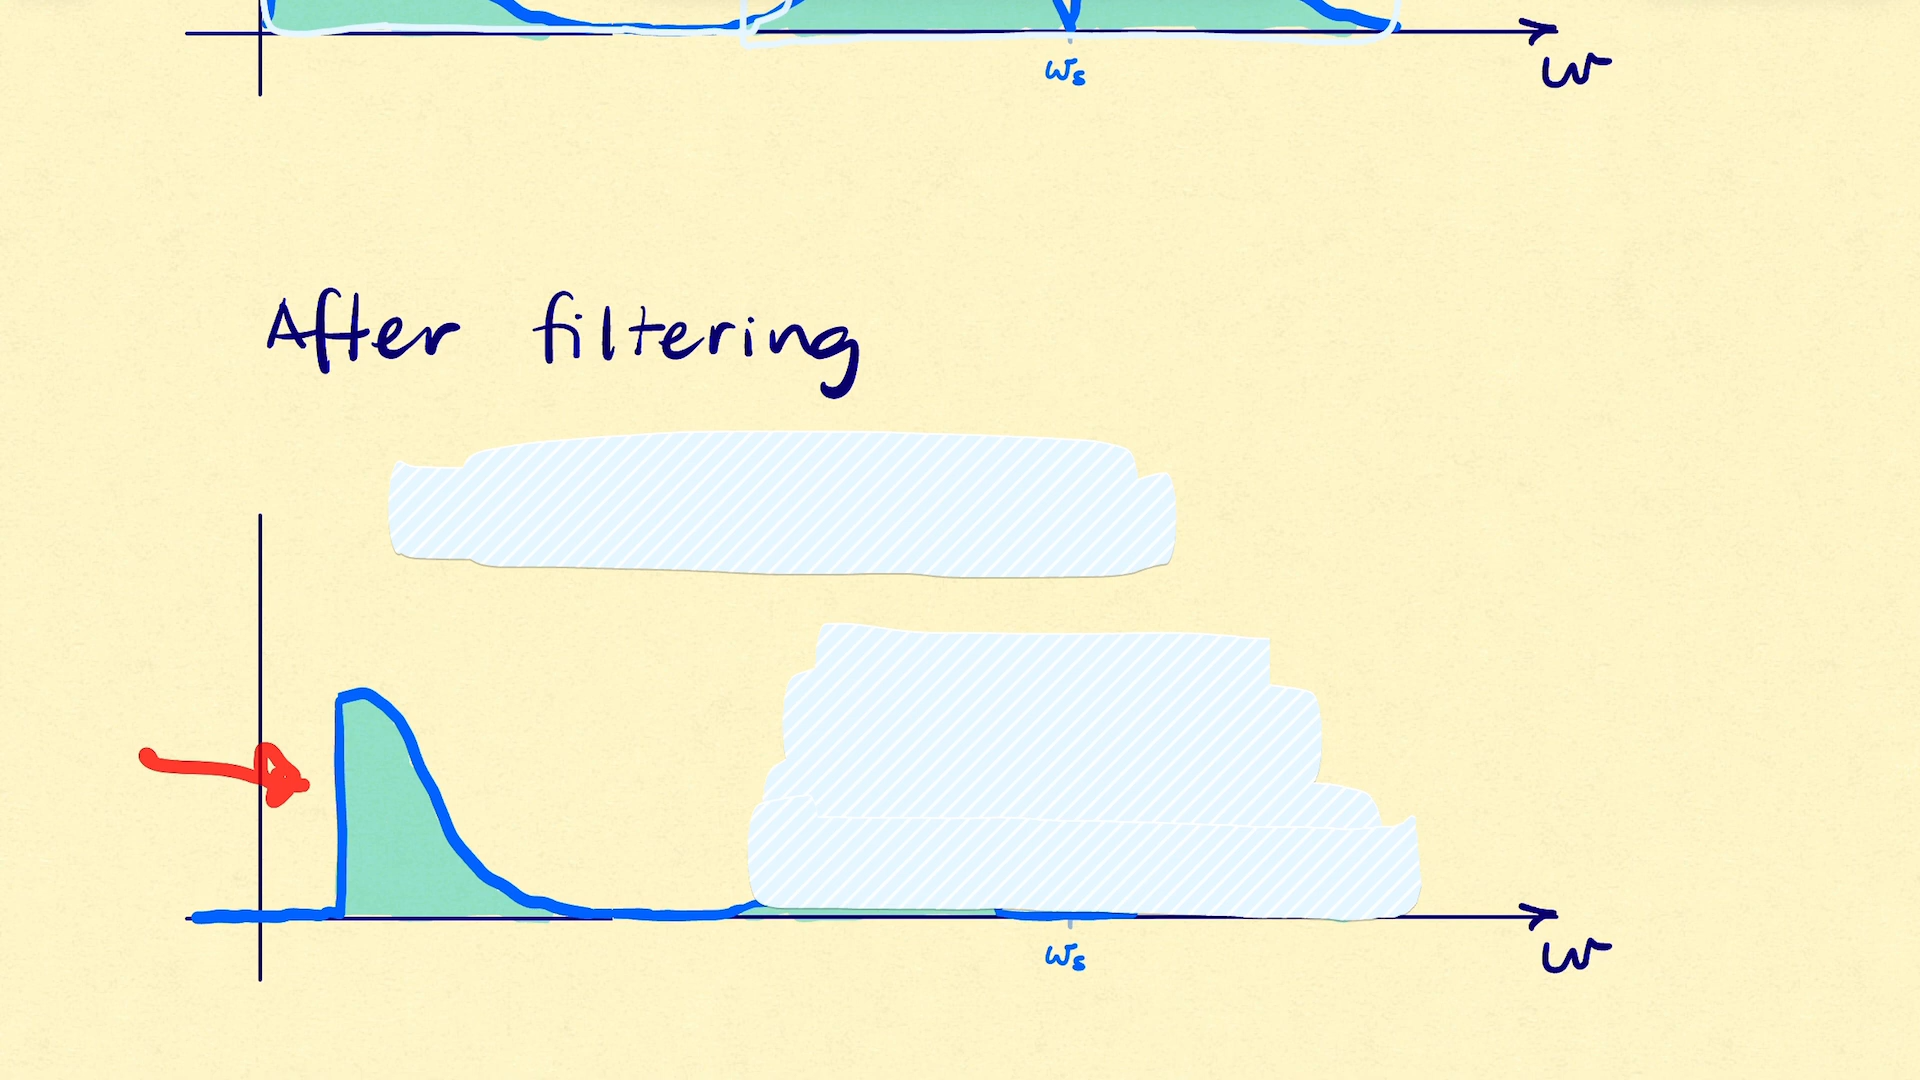 ωs
w
After filtering
ωs
w